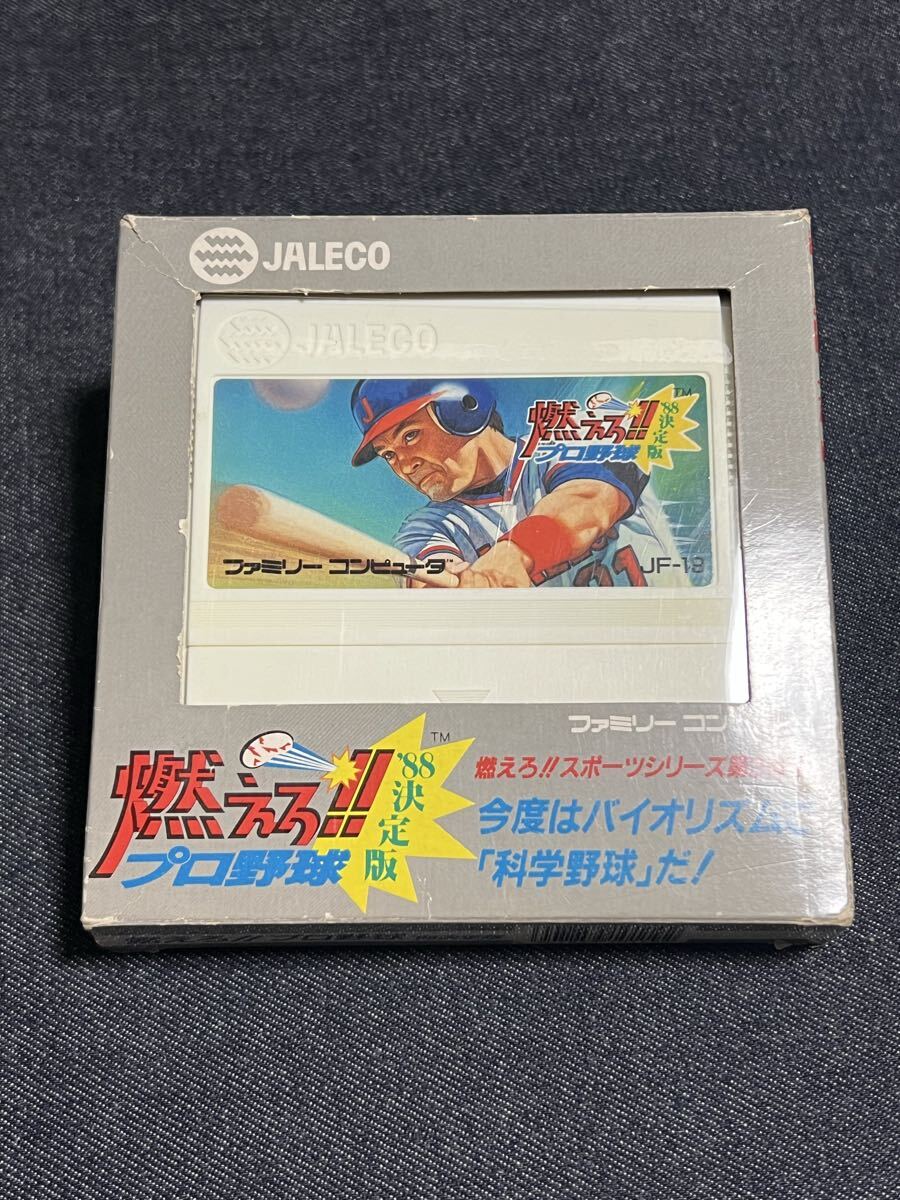 JALECO
JALECO
燃えろ!!
プロ野球
'88
決定版
TM
ファミリー コンピュータ
JF-19
J
21
ファミリー コン
燃えろ!!
プロ野球
'88
決定版
TM
燃えろ!!スポーツシリーズ
今度はバイオリズムで
「科学野球」だ!